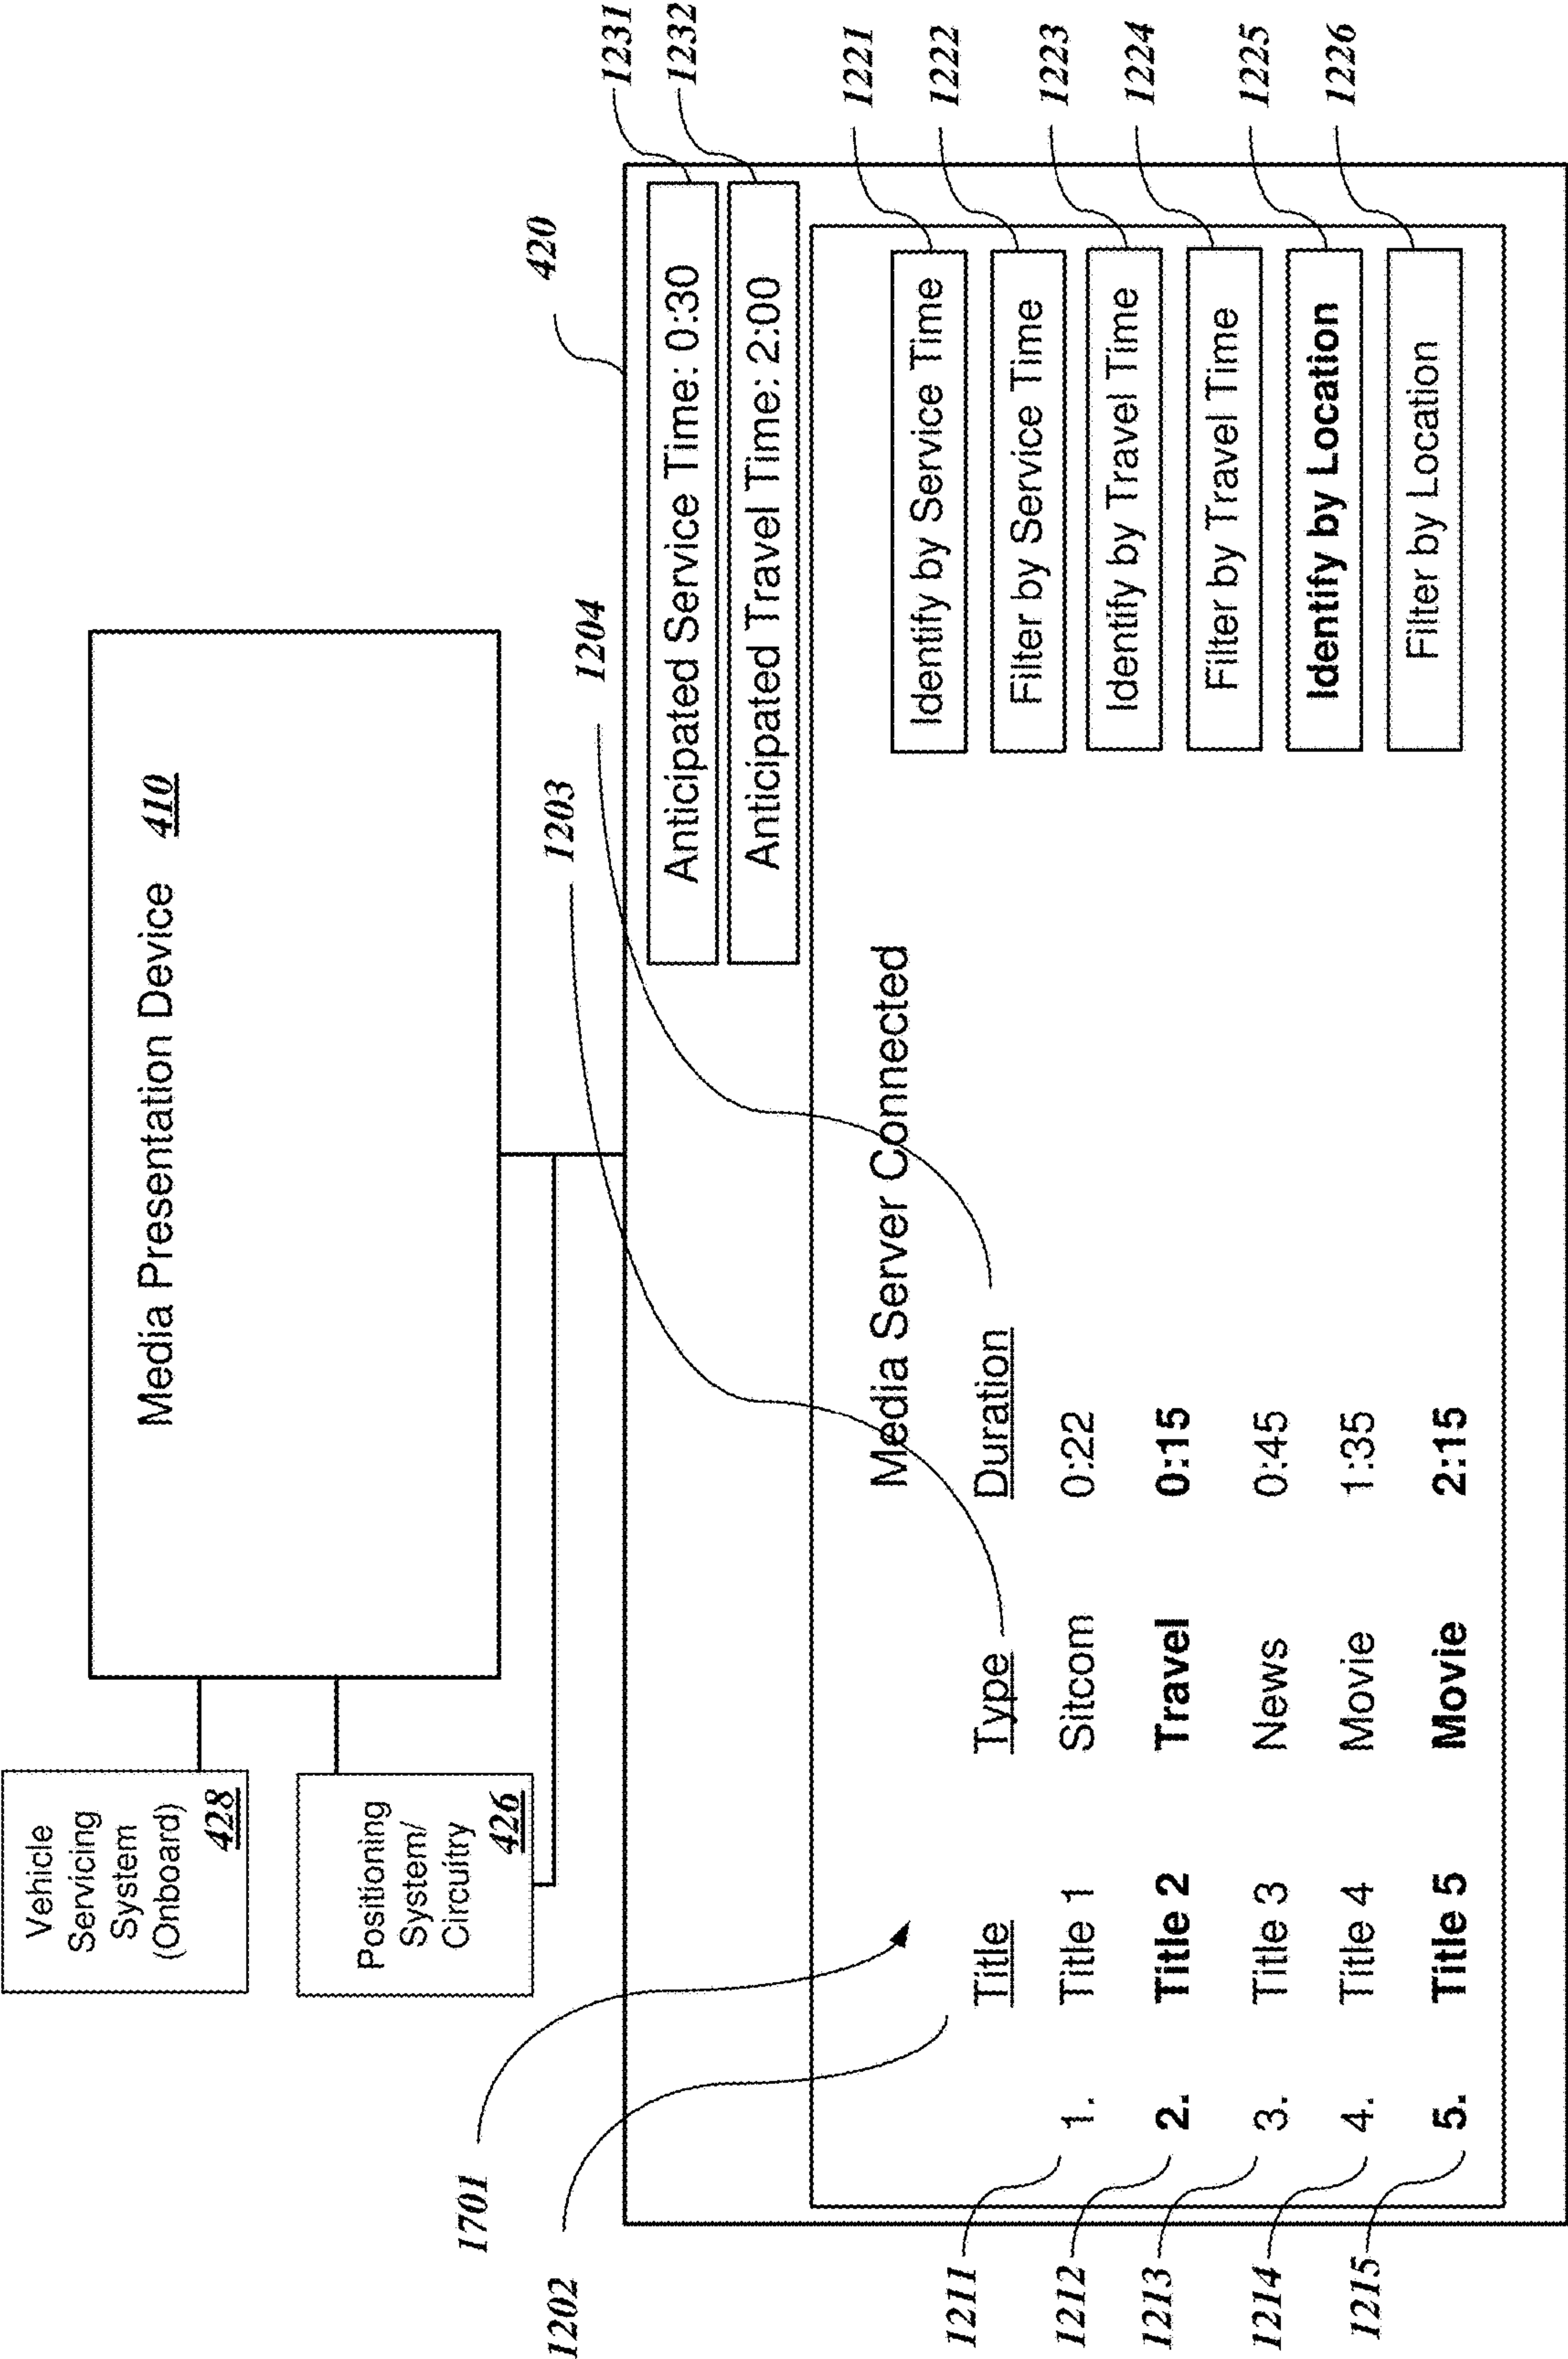 Vehicle
Servicing
System
(Onboard)
428
Media Presentation Device 410
Positioning
System/
Circuitry
426
1701
1202
1203
1204
420
1231
1232
Anticipated Service Time: 0:30
Anticipated Travel Time: 2:00
Media Server Connected
Title Type Duration
1211 1. Title 1 Sitcom 0:22
1212 2. Title 2 Travel 0:15
1213 3. Title 3 News 0:45
1214 4. Title 4 Movie 1:35
1215 5. Title 5 Movie 2:15
Identify by Service Time 1221
Filter by Service Time 1222
Identify by Travel Time 1223
Filter by Travel Time 1224
Identify by Location 1225
Filter by Location 1226